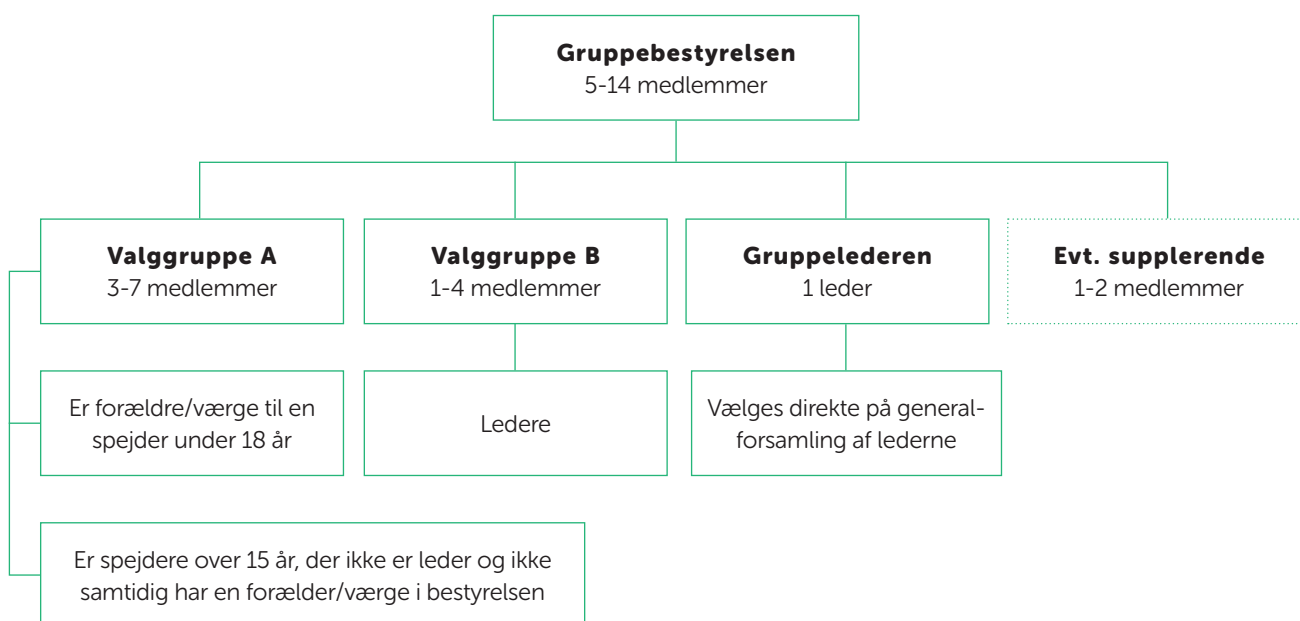 Gruppebestyrelsen
5-14 medlemmer
Valggruppe A
3-7 medlemmer
Valggruppe B
1-4 medlemmer
Gruppelederen
1 leder
Evt. supplerende
1-2 medlemmer
Er forældre/værge til en
spejder under 18 år
Ledere
Vælges direkte på general-
forsamling af lederne
Er spejdere over 15 år, der ikke er leder og ikke
samtidig har en forælder/værge i bestyrelsen